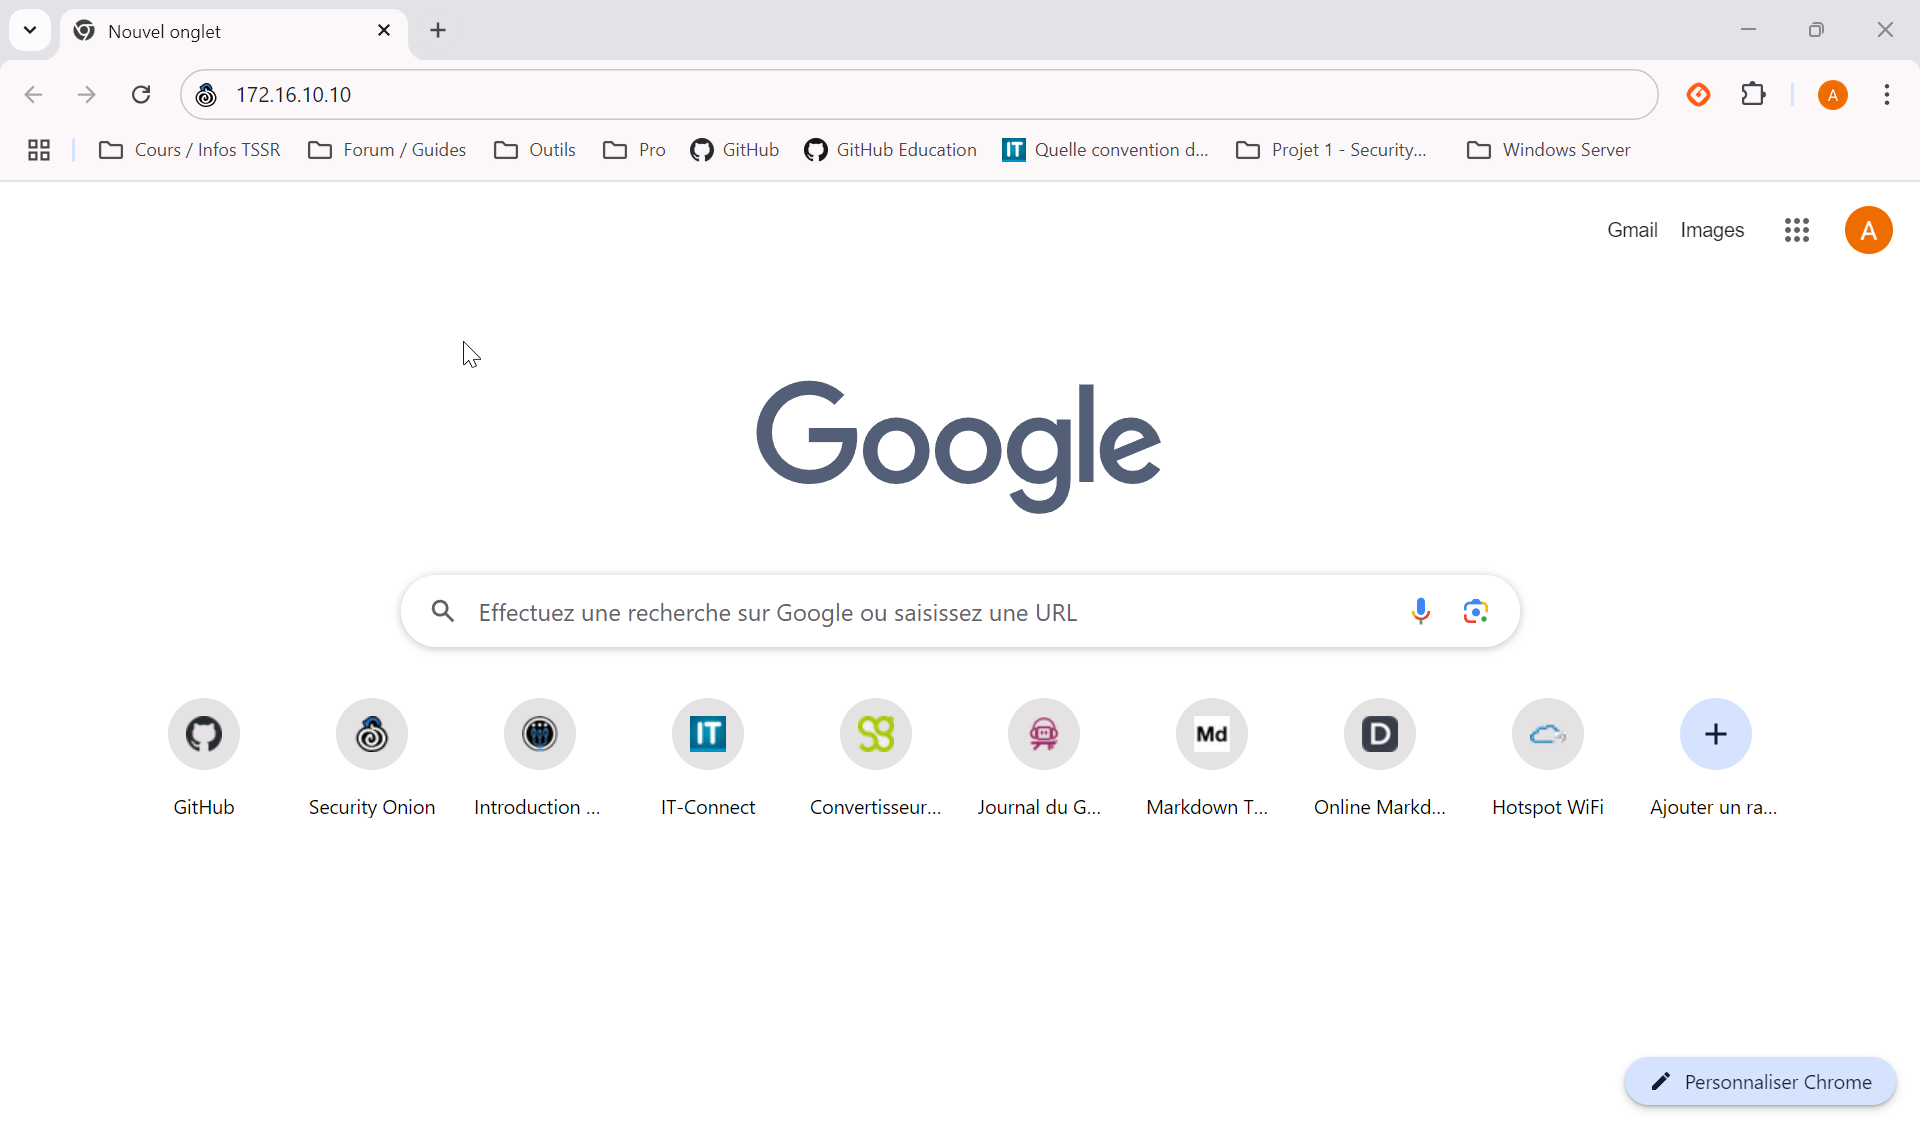 Nouvel onglet
172.16.10.10
A
Cours / Infos TSSR
Forum / Guides
Outils
Pro
GitHub
GitHub Education
IT
Quelle convention d...
Projet 1 - Security...
Windows Server
Gmail
Images
A
Google
Effectuez une recherche sur Google ou saisissez une URL
IT
Md
D
GitHub
Security Onion
Introduction ...
IT-Connect
Convertisseur...
Journal du G...
Markdown T...
Online Markd...
Hotspot WiFi
Ajouter un ra...
Personnaliser Chrome